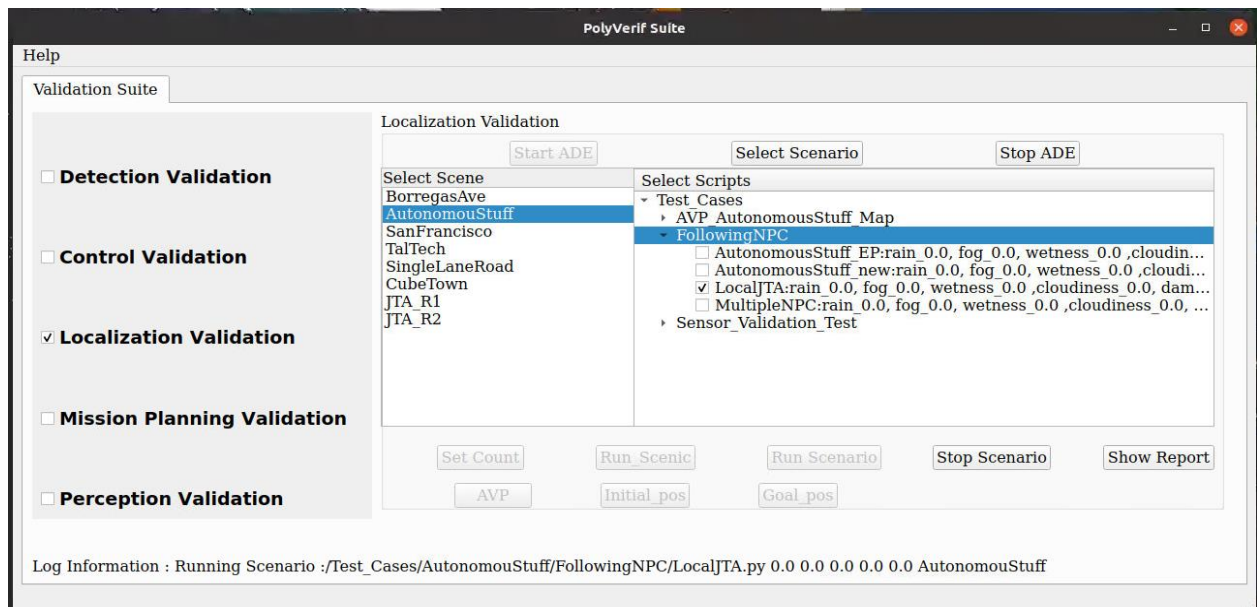 PolyVerif Suite
Help
Validation Suite
Detection Validation
Control Validation
Localization Validation
Mission Planning Validation
Perception Validation
Localization Validation
Start ADE
Select Scenario
Stop ADE
Select Scene
BorregasAve
AutonomouStuff
SanFrancisco
TalTech
SingleLaneRoad
CubeTown
JTA_R1
JTA_R2
Select Scripts
Test_Cases
AVP_AutonomousStuff_Map
FollowingNPC
AutonomousStuff_EP:rain_0.0, fog_0.0, wetness_0.0 ,cloudin...
AutonomousStuff_new:rain_0.0, fog_0.0, wetness_0.0 ,cloudi...
LocalJTA:rain_0.0, fog_0.0, wetness_0.0 ,cloudiness_0.0, dam...
MultipleNPC:rain_0.0, fog_0.0, wetness_0.0 ,cloudiness_0.0, ...
Sensor_Validation_Test
Set Count
Run_Scenic
Run Scenario
Stop Scenario
Show Report
AVP
Initial_pos
Goal_pos
Log Information : Running Scenario :/Test_Cases/AutonomouStuff/FollowingNPC/LocalJTA.py 0.0 0.0 0.0 0.0 0.0 AutonomouStuff